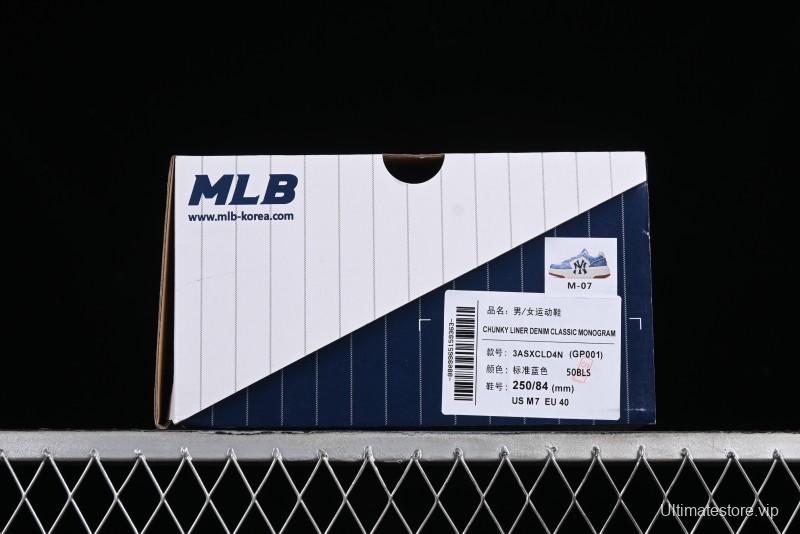 MLB
www.mlb-korea.com
NY
M-07
品名：男/女运动鞋
CHUNKY LINER DENIM CLASSIC MONOGRAM
款号：3ASXCLD4N (GP001)
颜色：标准蓝色 50BLS
鞋号：250/84 (mm)
US M7 EU 40
Ultimatestore.vip